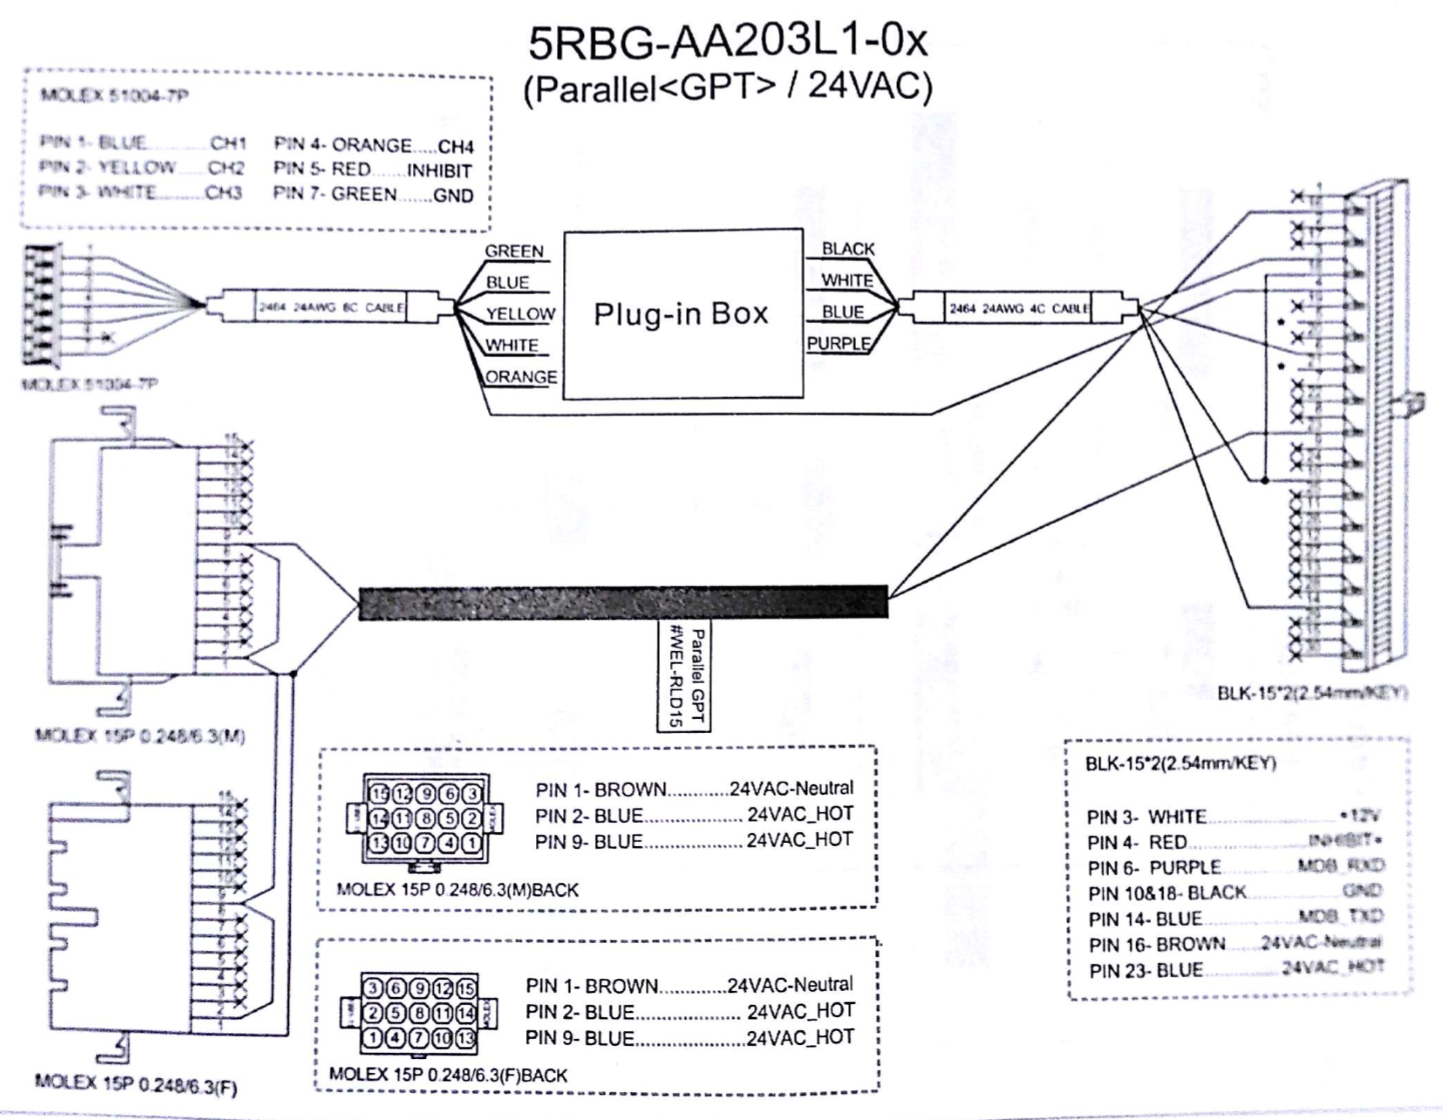 5RBG-AA203L1-0x
(Parallel<GPT> / 24VAC)
MOLEX 51004-7P
PIN 1- BLUE..........CH1 PIN 4- ORANGE.....CH4
PIN 2- YELLOW.....CH2 PIN 5- RED.......INHIBIT
PIN 3- WHITE.........CH3 PIN 7- GREEN.......GND
GREEN
BLUE
YELLOW
WHITE
ORANGE
Plug-in Box
BLACK
WHITE
BLUE
PURPLE
2464 24AWG 6C CABLE
2464 24AWG 4C CABLE
MOLEX 51004-7P
Parallel GPT
#WEL-RLD15
BLK-15*2(2.54mm/KEY)
MOLEX 15P 0.248/6.3(M)
15 12 9 6 3
14 11 8 5 2
13 10 7 4 1
MOLEX
PIN 1- BROWN............24VAC-Neutral
PIN 2- BLUE.................... 24VAC_HOT
PIN 9- BLUE.....................24VAC_HOT
MOLEX 15P 0.248/6.3(M)BACK
BLK-15*2(2.54mm/KEY)
PIN 3- WHITE.....................+12V
PIN 4- RED....................INHIBIT+
PIN 6- PURPLE............MDB_RXD
PIN 10&18- BLACK..............GND
PIN 14- BLUE...............MDB_TXD
PIN 16- BROWN.....24VAC-Neutral
PIN 23- BLUE............24VAC_HOT
3 6 9 12 15
2 5 8 11 14
1 4 7 10 13
MOLEX
PIN 1- BROWN.............24VAC-Neutral
PIN 2- BLUE..................... 24VAC_HOT
PIN 9- BLUE......................24VAC_HOT
MOLEX 15P 0.248/6.3(F)BACK
MOLEX 15P 0.248/6.3(F)